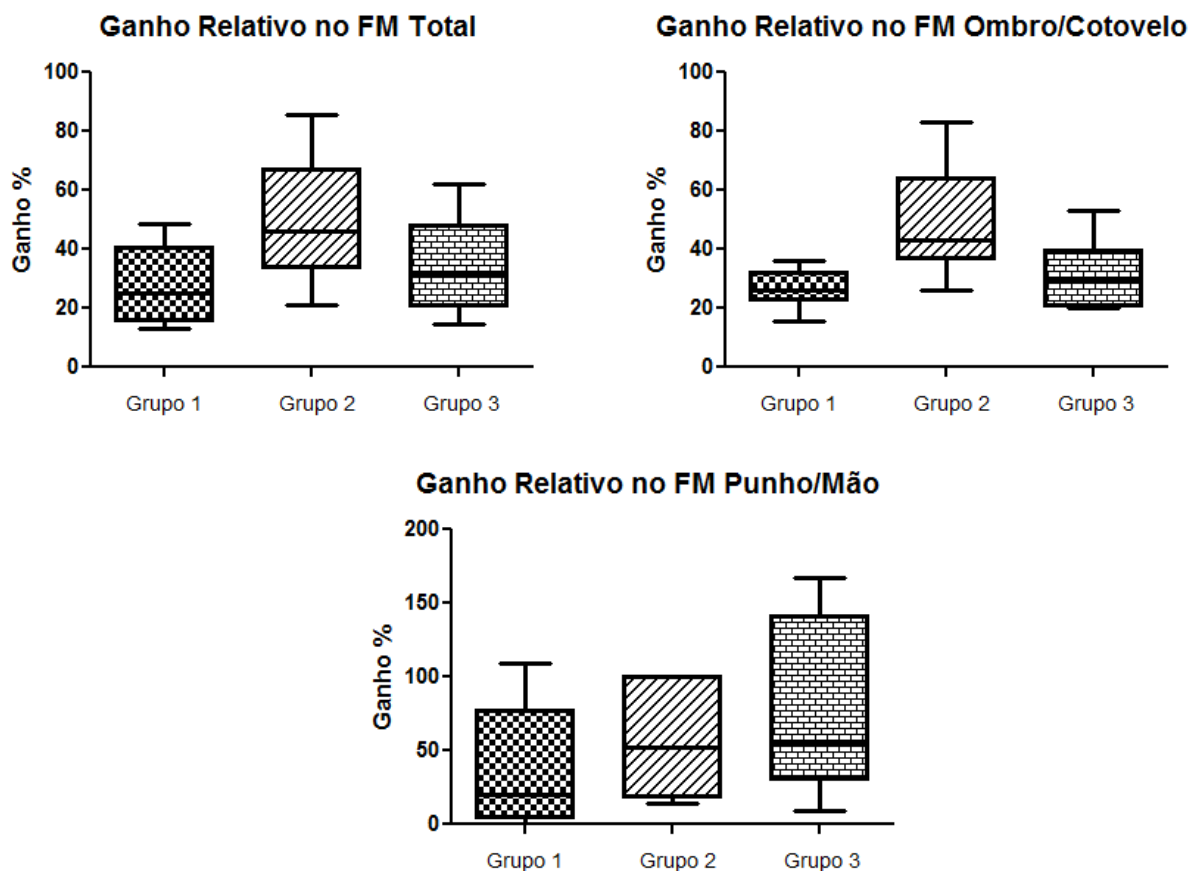 Ganho Relativo no FM Total
Ganho %
100
80
60
40
20
0
Grupo 1 Grupo 2 Grupo 3
Ganho Relativo no FM Ombro/Cotovelo
Ganho %
100
80
60
40
20
0
Grupo 1 Grupo 2 Grupo 3
Ganho Relativo no FM Punho/Mão
Ganho %
200
150
100
50
0
Grupo 1 Grupo 2 Grupo 3